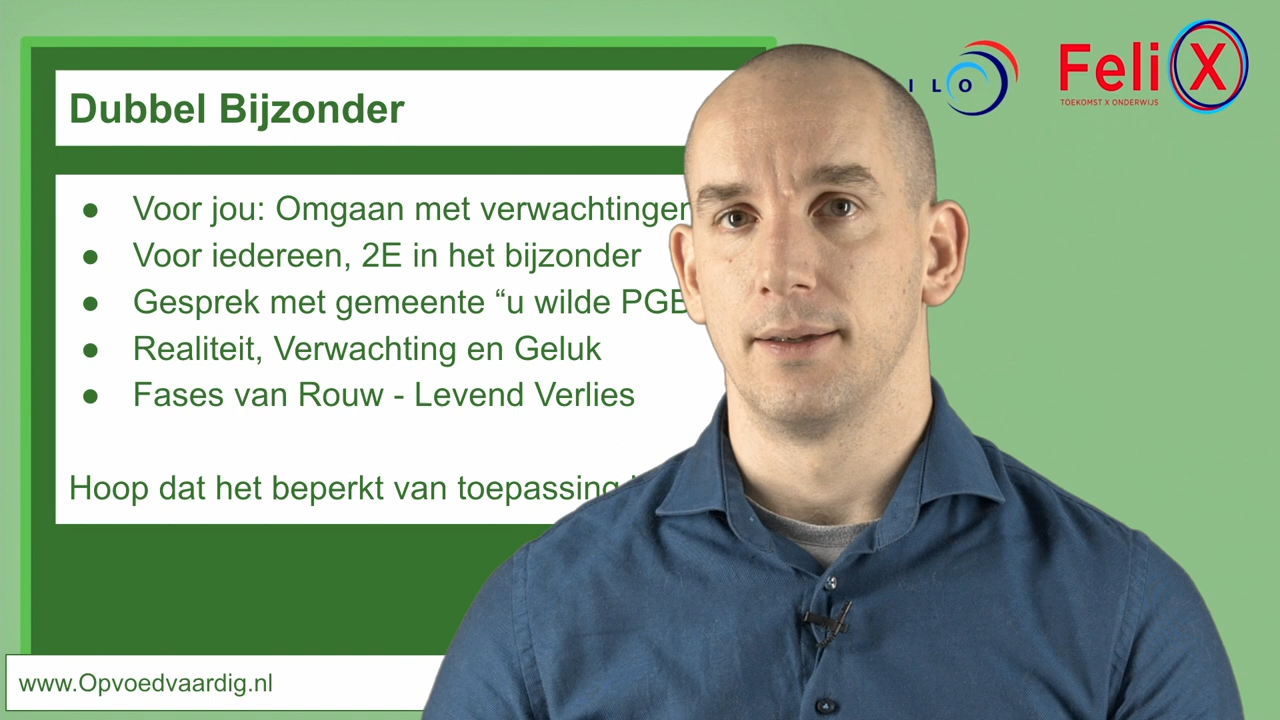 Dubbel Bijzonder
ILO
FeliX
TOEKOMST X ONDERWIJS
● Voor jou: Omgaan met verwachtingen
● Voor iedereen, 2E in het bijzonder
● Gesprek met gemeente “u wilde PGB
● Realiteit, Verwachting en Geluk
● Fases van Rouw - Levend Verlies
Hoop dat het beperkt van toepassing
www.Opvoedvaardig.nl